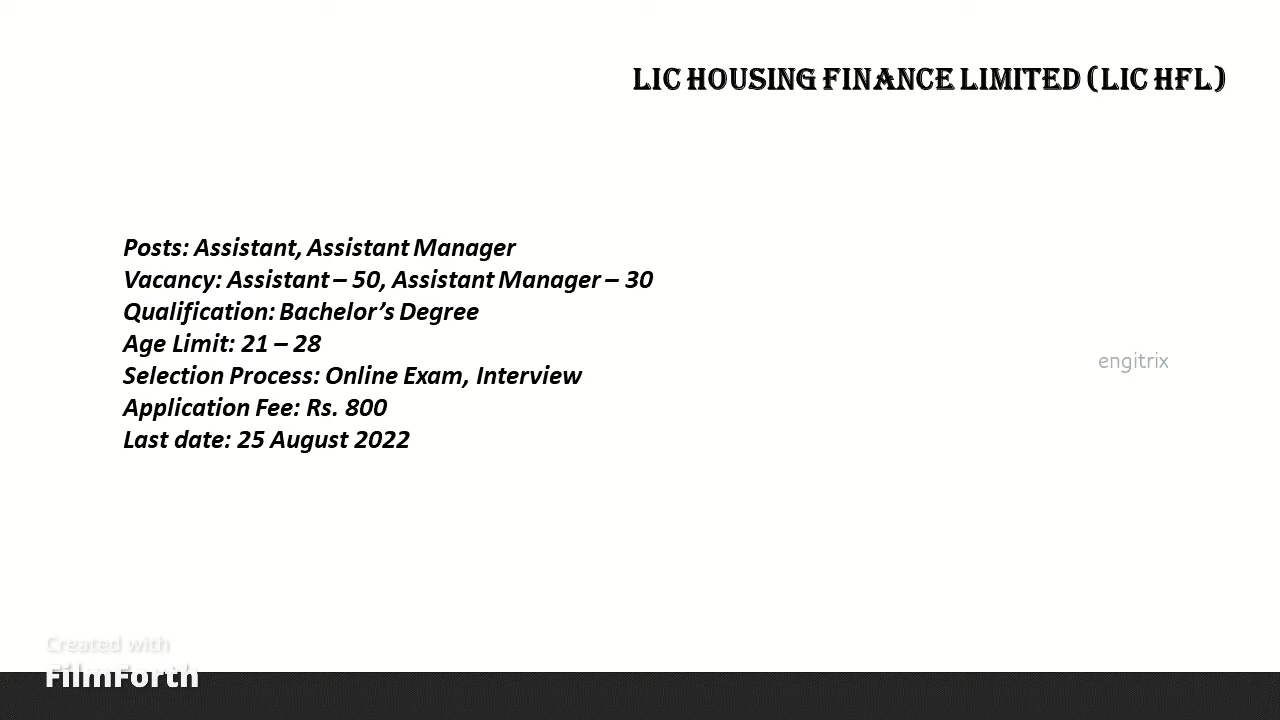 LIC HOUSING FINANCE LIMITED (LIC HFL)
Posts: Assistant, Assistant Manager
Vacancy: Assistant – 50, Assistant Manager – 30
Qualification: Bachelor’s Degree
Age Limit: 21 – 28
Selection Process: Online Exam, Interview
Application Fee: Rs. 800
Last date: 25 August 2022
engitrix
Created with
FilmForth